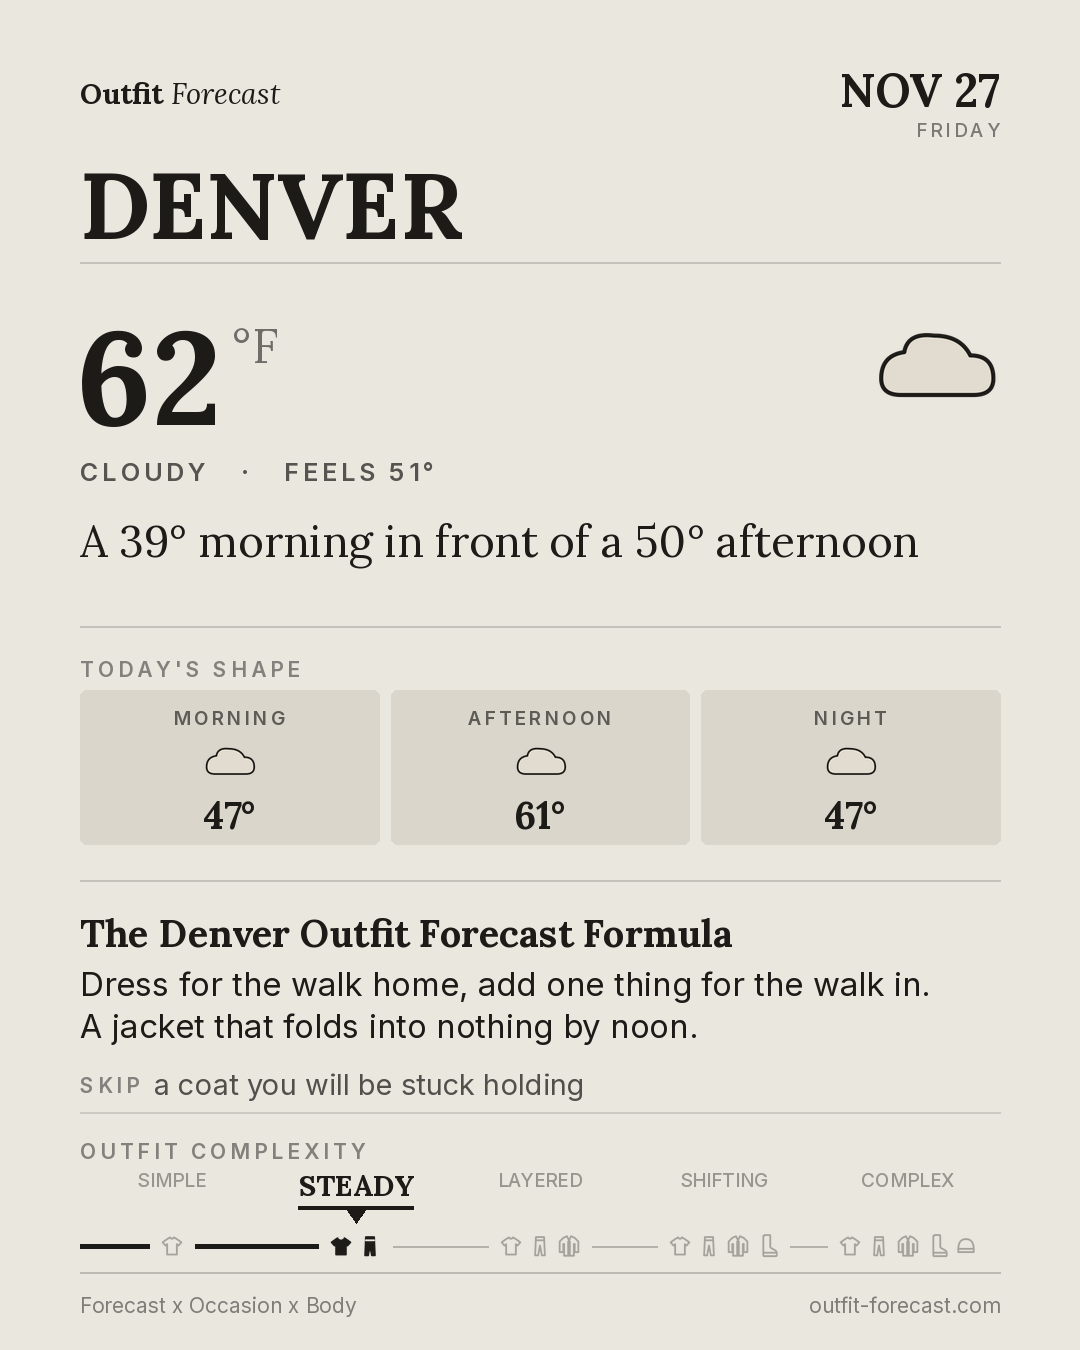 Outfit Forecast
NOV 27
FRIDAY
DENVER
62 °F
CLOUDY · FEELS 51°
A 39° morning in front of a 50° afternoon
TODAY'S SHAPE
MORNING
47°
AFTERNOON
61°
NIGHT
47°
The Denver Outfit Forecast Formula
Dress for the walk home, add one thing for the walk in.
A jacket that folds into nothing by noon.
SKIP a coat you will be stuck holding
OUTFIT COMPLEXITY
SIMPLE STEADY LAYERED SHIFTING COMPLEX
Forecast x Occasion x Body
outfit-forecast.com